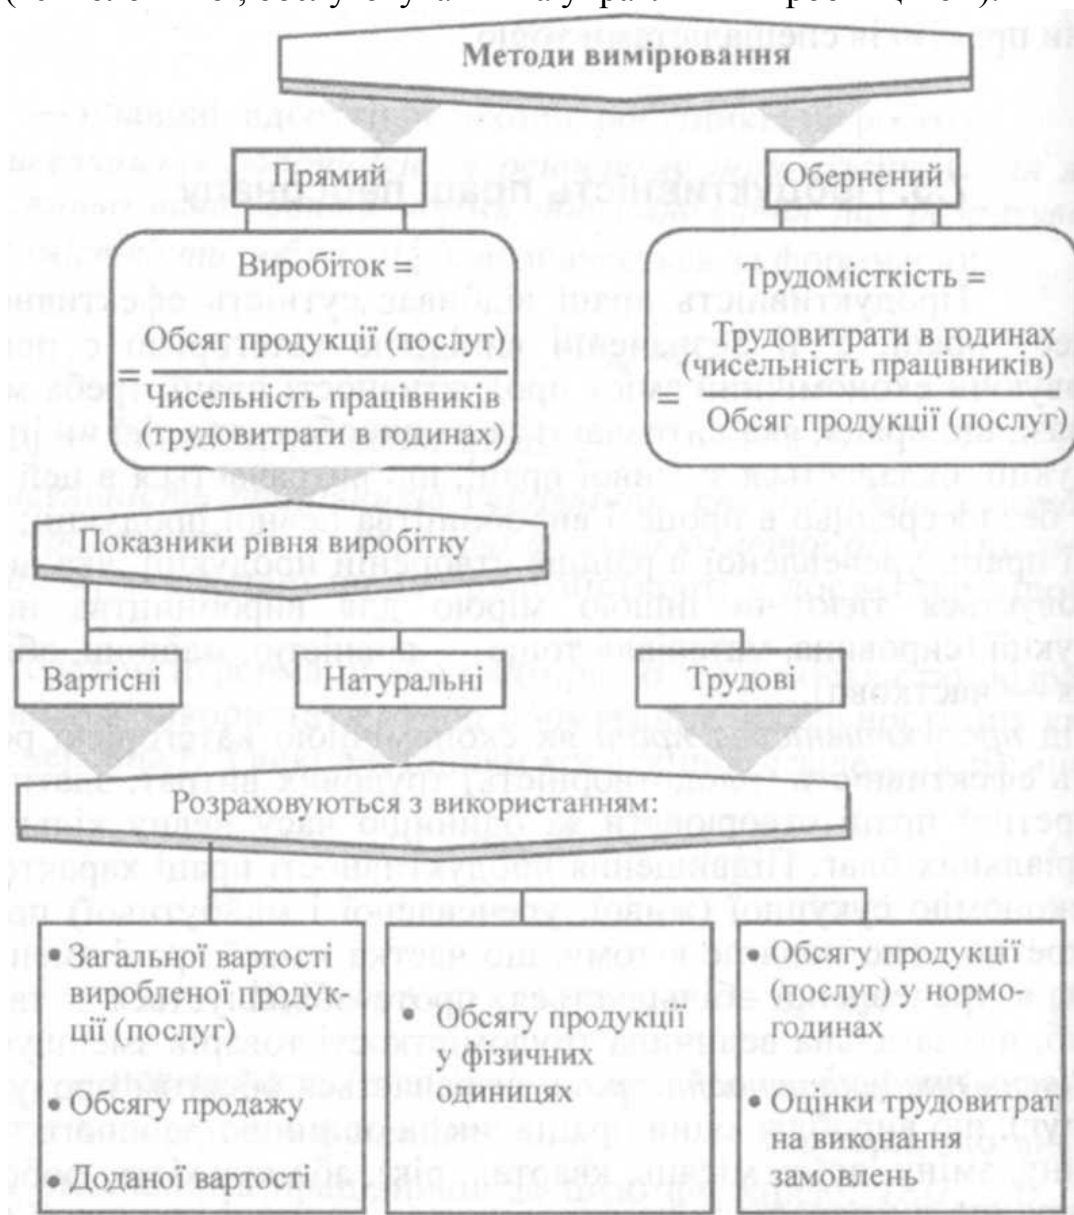 Методи вимірювання
Прямий
Обернений
Виробіток =
= Обсяг продукції (послуг)
Чисельність працівників
(трудовитрати в годинах)
Трудомісткість =
Трудовитрати в годинах
(чисельність працівників)
=
Обсяг продукції (послуг)
Показники рівня виробітку
Вартісні
Натуральні
Трудові
Розраховуються з використанням:
• Загальної вартості
виробленої продук-
ції (послуг)
• Обсягу продажу
• Доданої вартості
• Обсягу продукції
у фізичних
одиницях
• Обсягу продукції
(послуг) у нормо-
годинах
• Оцінки трудовитрат
на виконання
замовлень